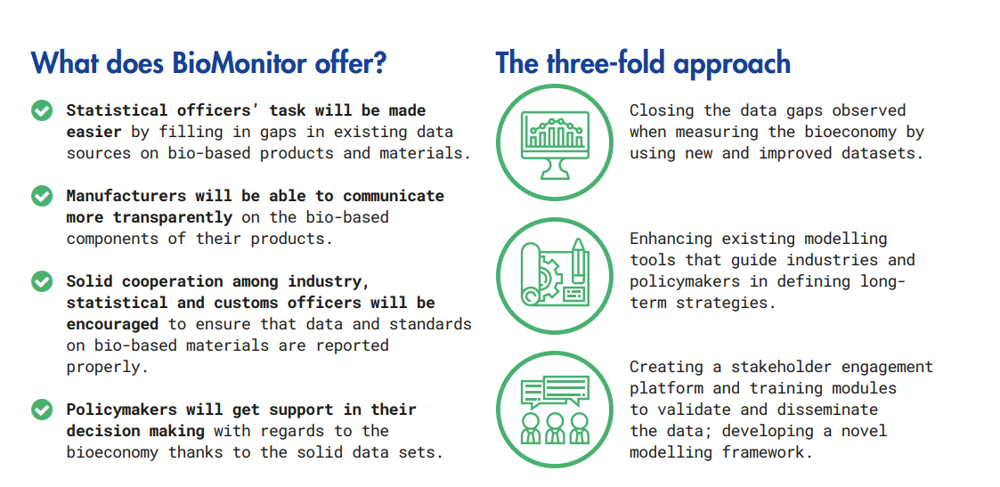 What does BioMonitor offer?
Statistical officers’ task will be made
easier by filling in gaps in existing data
sources on bio-based products and materials.
Manufacturers will be able to communicate
more transparently on the bio-based
components of their products.
Solid cooperation among industry,
statistical and customs officers will be
encouraged to ensure that data and standards
on bio-based materials are reported
properly.
Policymakers will get support in their
decision making with regards to the
bioeconomy thanks to the solid data sets.
The three-fold approach
Closing the data gaps observed
when measuring the bioeconomy by
using new and improved datasets.
Enhancing existing modelling
tools that guide industries and
policymakers in defining long-
term strategies.
Creating a stakeholder engagement
platform and training modules
to validate and disseminate
the data; developing a novel
modelling framework.